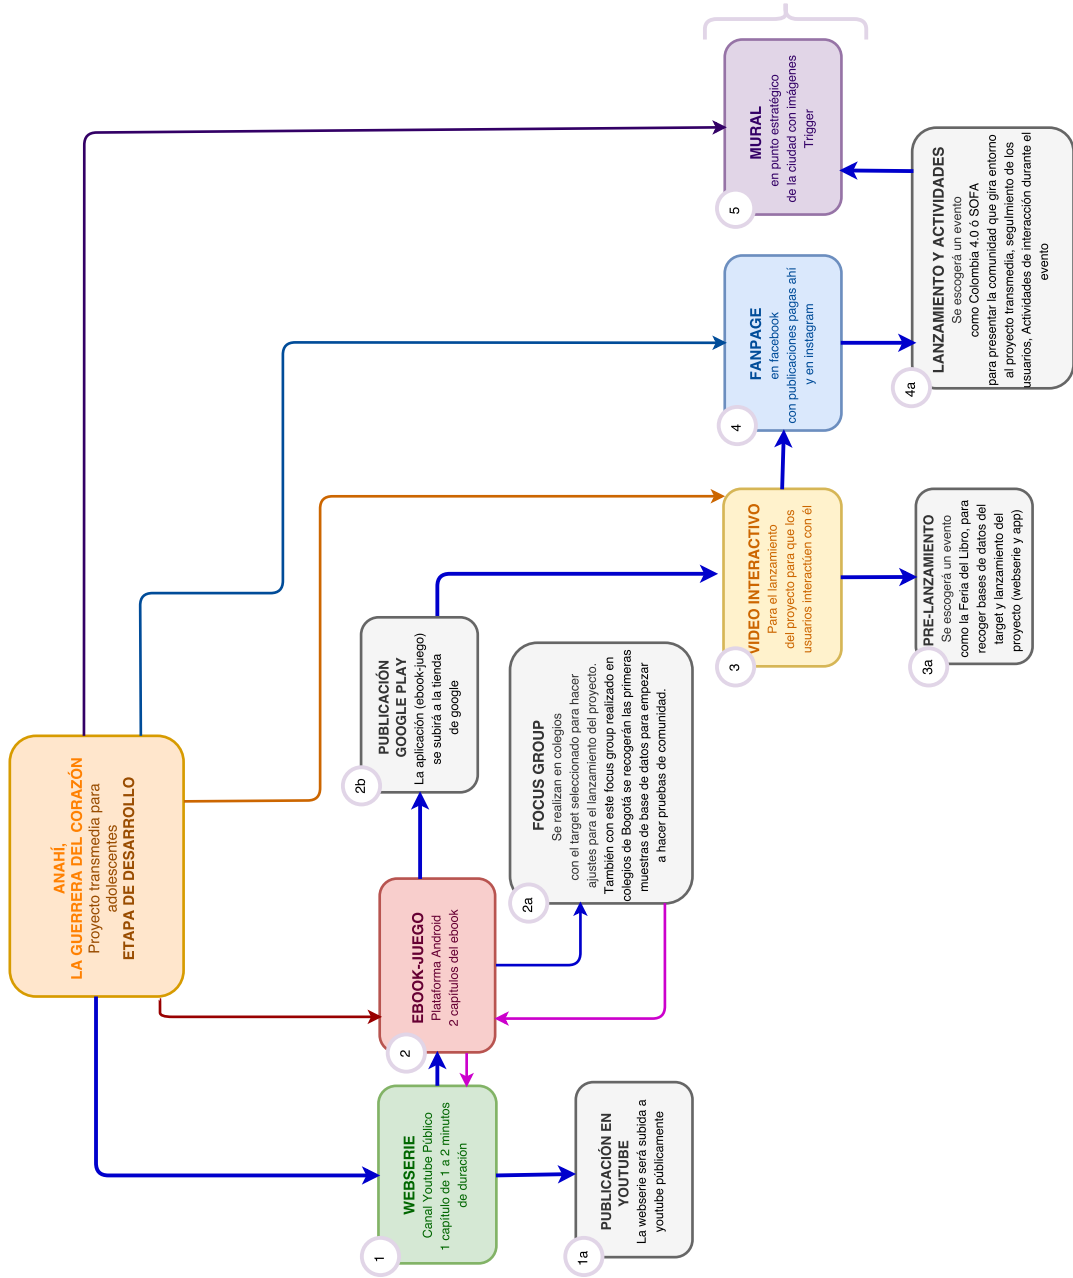 ANAHÍ,
LA GUERRERA DEL CORAZÓN
Proyecto transmedia para
adolescentes
ETAPA DE DESARROLLO
1
WEBSERIE
Canal Youtube Público
1 capítulo de 1 a 2 minutos
de duración
1a
PUBLICACIÓN EN
YOUTUBE
La webserie será subida a
youtube públicamente
2
EBOOK-JUEGO
Plataforma Android
2 capítulos del ebook
2a
FOCUS GROUP
Se realizan en colegios
con el target seleccionado para hacer
ajustes para el lanzamiento del proyecto.
También con este focus group realizado en
colegios de Bogotá se recogerán las primeras
muestras de base de datos para empezar
a hacer pruebas de comunidad.
2b
PUBLICACIÓN
GOOGLE PLAY
La aplicación (ebook-juego)
se subirá a la tienda
de google
3
VIDEO INTERACTIVO
Para el lanzamiento
del proyecto para que los
usuarios interactúen con él
3a
PRE-LANZAMIENTO
Se escogerá un evento
como la Feria del Libro, para
recoger bases de datos del
target y lanzamiento del
proyecto (webserie y app)
4
FANPAGE
en facebook
con publicaciones pagas ahí
y en instagram
4a
LANZAMIENTO Y ACTIVIDADES
Se escogerá un evento
como Colombia 4.0 ó SOFA
para presentar la comunidad que gira entorno
al proyecto transmedia, seguImiento de los
usuarios, Actividades de interacción durante el
evento
5
MURAL
en punto estratégico
de la ciudad con imágenes
Trigger